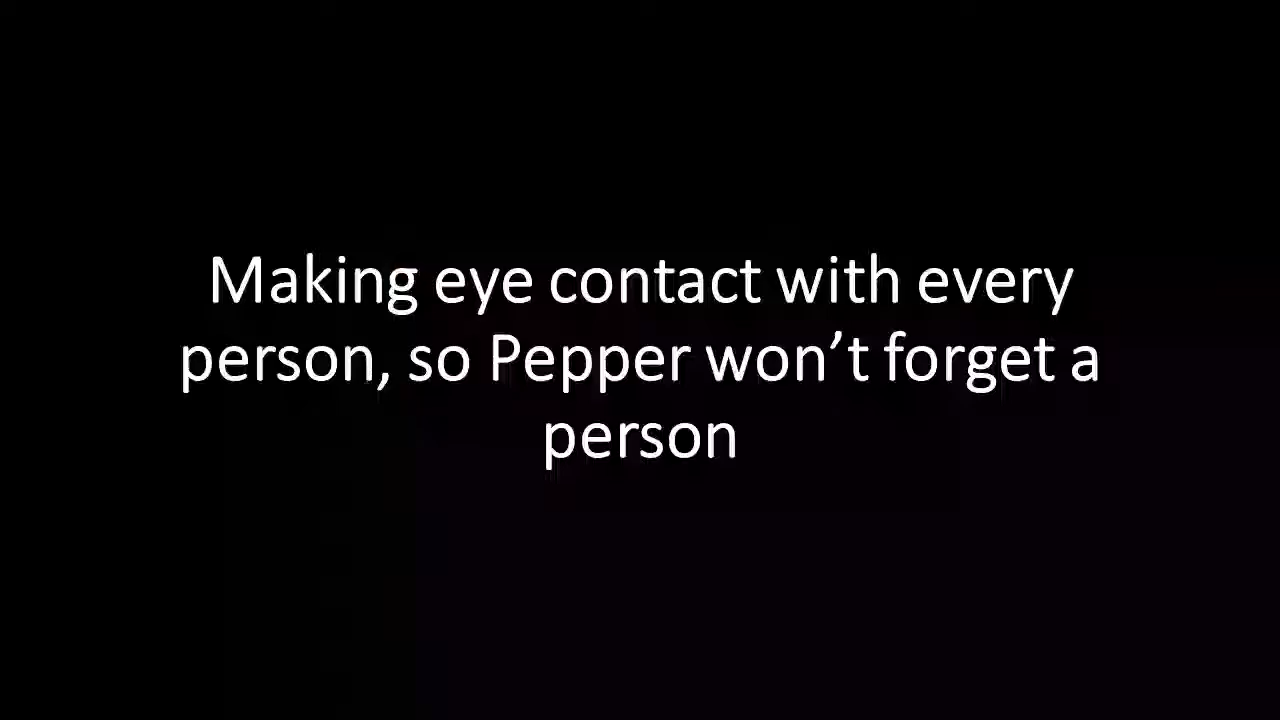 Making eye contact with every
person, so Pepper won’t forget a
person